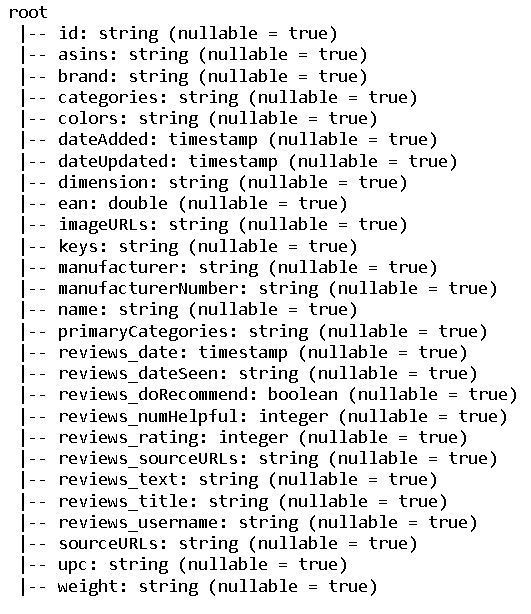 root
 |-- id: string (nullable = true)
 |-- asins: string (nullable = true)
 |-- brand: string (nullable = true)
 |-- categories: string (nullable = true)
 |-- colors: string (nullable = true)
 |-- dateAdded: timestamp (nullable = true)
 |-- dateUpdated: timestamp (nullable = true)
 |-- dimension: string (nullable = true)
 |-- ean: double (nullable = true)
 |-- imageURLs: string (nullable = true)
 |-- keys: string (nullable = true)
 |-- manufacturer: string (nullable = true)
 |-- manufacturerNumber: string (nullable = true)
 |-- name: string (nullable = true)
 |-- primaryCategories: string (nullable = true)
 |-- reviews_date: timestamp (nullable = true)
 |-- reviews_dateSeen: string (nullable = true)
 |-- reviews_doRecommend: boolean (nullable = true)
 |-- reviews_numHelpful: integer (nullable = true)
 |-- reviews_rating: integer (nullable = true)
 |-- reviews_sourceURLs: string (nullable = true)
 |-- reviews_text: string (nullable = true)
 |-- reviews_title: string (nullable = true)
 |-- reviews_username: string (nullable = true)
 |-- sourceURLs: string (nullable = true)
 |-- upc: string (nullable = true)
 |-- weight: string (nullable = true)